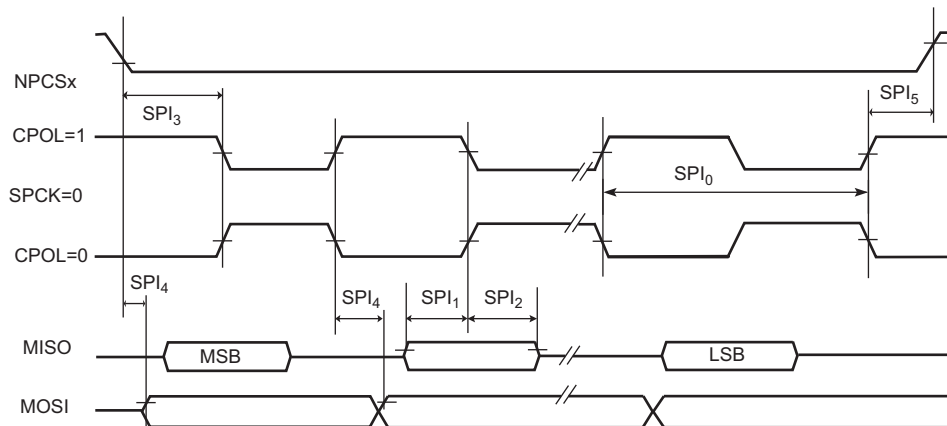 NPCSx
SPI₃
SPI₅
CPOL=1
SPCK=0
SPI₀
CPOL=0
SPI₄
SPI₄
SPI₁
SPI₂
MISO
MSB
LSB
MOSI